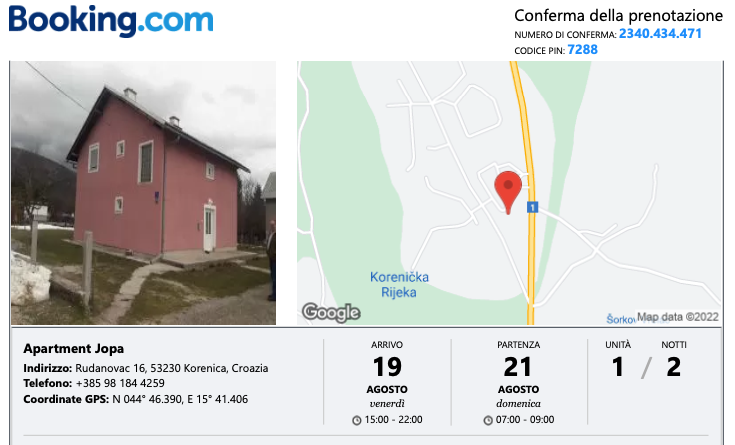 Booking.com
Conferma della prenotazione
NUMERO DI CONFERMA: 2340.434.471
CODICE PIN: 7288
1
Korenička
Rijeka
Google
Map data ©2022
Apartment Jopa
Indirizzo: Rudanovac 16, 53230 Korenica, Croazia
Telefono: +385 98 184 4259
Coordinate GPS: N 044° 46.390, E 15° 41.406
ARRIVO
19
AGOSTO
venerdì
15:00 - 22:00
PARTENZA
21
AGOSTO
domenica
07:00 - 09:00
UNITÀ NOTTI
1 / 2